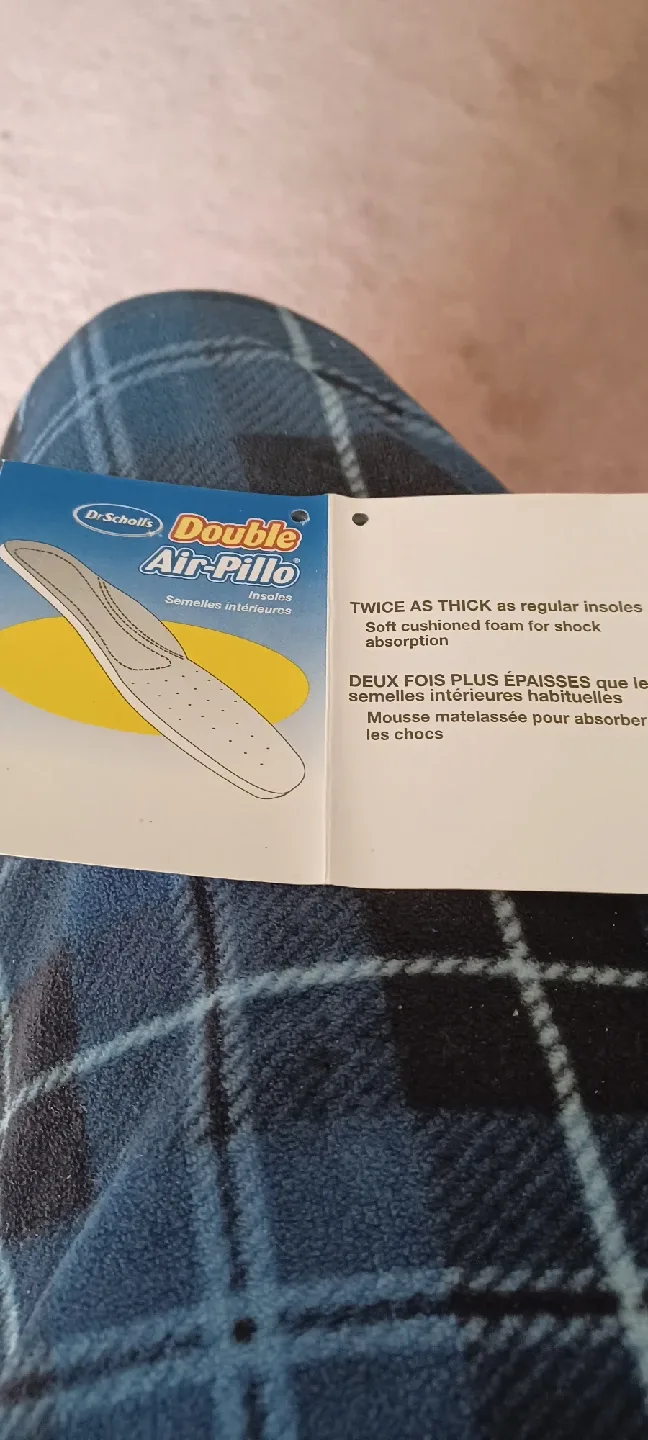 Dr.Scholl's
Double
Air-Pillo®
Insoles
Semelles intérieures
TWICE AS THICK as regular insoles
Soft cushioned foam for shock
absorption
DEUX FOIS PLUS ÉPAISSES que le
semelles intérieures habituelles
Mousse matelassée pour absorber
les chocs